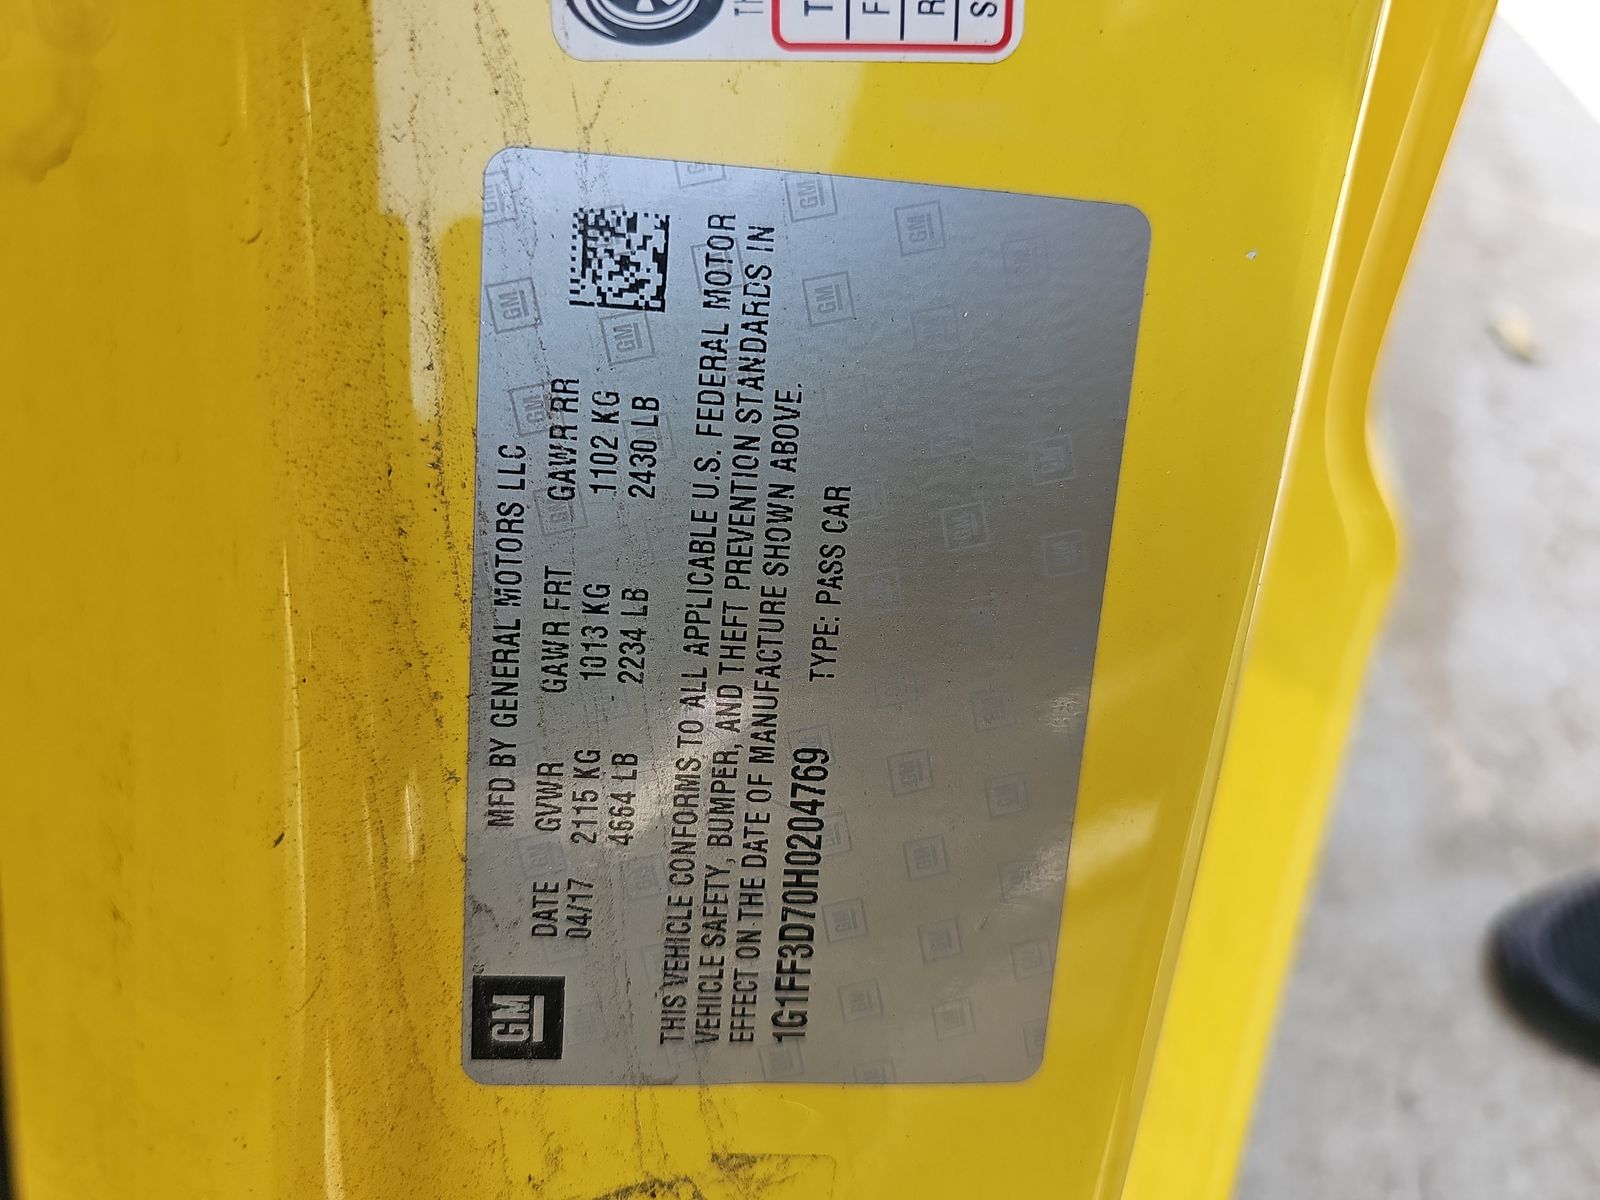 GM
MFD BY GENERAL MOTORS LLC
DATE GVWR GAWR FRT GAWR RR
04/17 2115 KG 1013 KG 1102 KG
4664 LB 2234 LB 2430 LB
THIS VEHICLE CONFORMS TO ALL APPLICABLE U.S. FEDERAL MOTOR
VEHICLE SAFETY, BUMPER, AND THEFT PREVENTION STANDARDS IN
EFFECT ON THE DATE OF MANUFACTURE SHOWN ABOVE.
1G1FF3D70H0204769 TYPE: PASS CAR